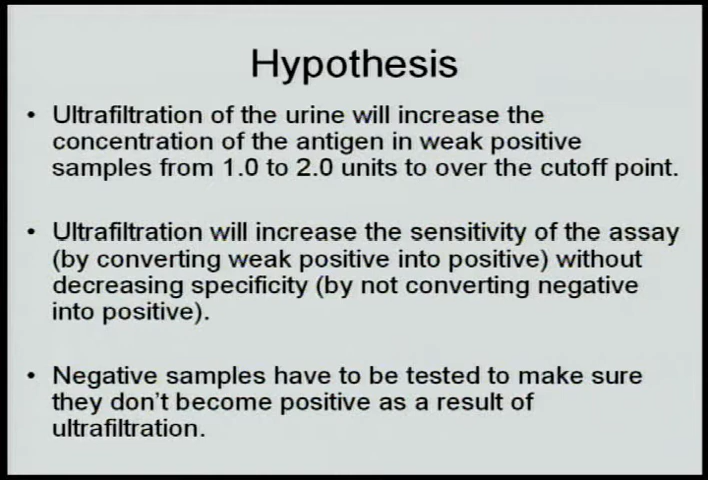 Hypothesis
• Ultrafiltration of the urine will increase the
concentration of the antigen in weak positive
samples from 1.0 to 2.0 units to over the cutoff point.
• Ultrafiltration will increase the sensitivity of the assay
(by converting weak positive into positive) without
decreasing specificity (by not converting negative
into positive).
• Negative samples have to be tested to make sure
they don't become positive as a result of
ultrafiltration.